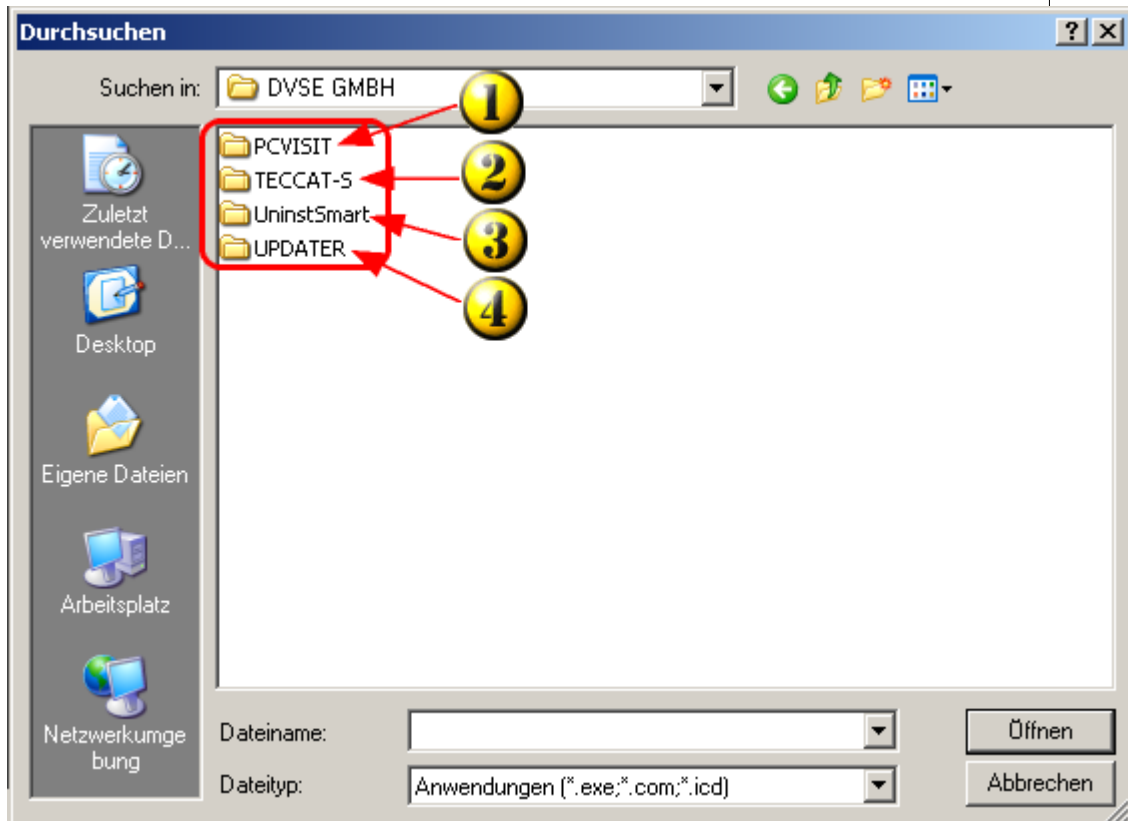 Durchsuchen
Suchen in: DVSE GMBH
1
PCVISIT
2
TECCAT-S
3
UninstSmart
4
UPDATER
Zuletzt
verwendete D...
Desktop
Eigene Dateien
Arbeitsplatz
Netzwerkumge
bung
Dateiname:
Öffnen
Dateityp: Anwendungen (*.exe;*.com;*.icd)
Abbrechen